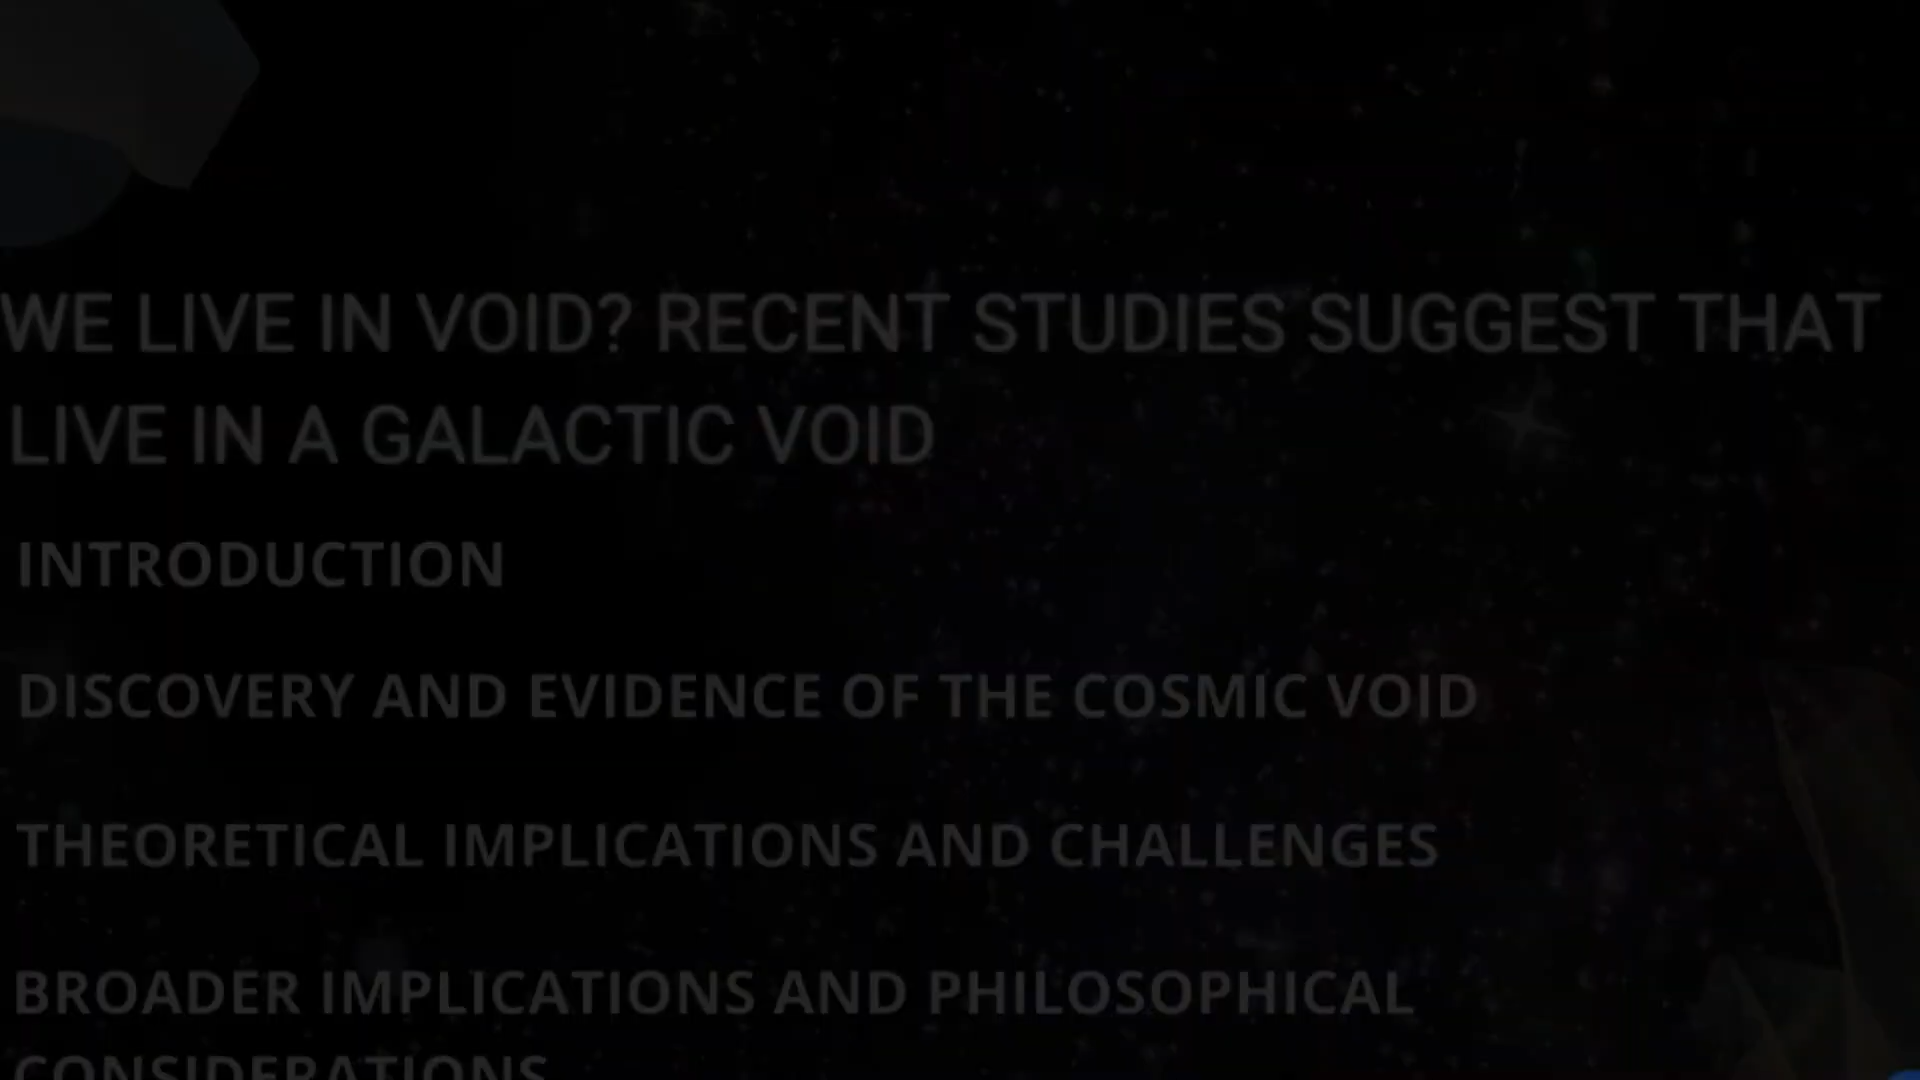 WE LIVE IN VOID? RECENT STUDIES SUGGEST THAT
LIVE IN A GALACTIC VOID
INTRODUCTION
DISCOVERY AND EVIDENCE OF THE COSMIC VOID
THEORETICAL IMPLICATIONS AND CHALLENGES
BROADER IMPLICATIONS AND PHILOSOPHICAL
CONSIDERATIONS